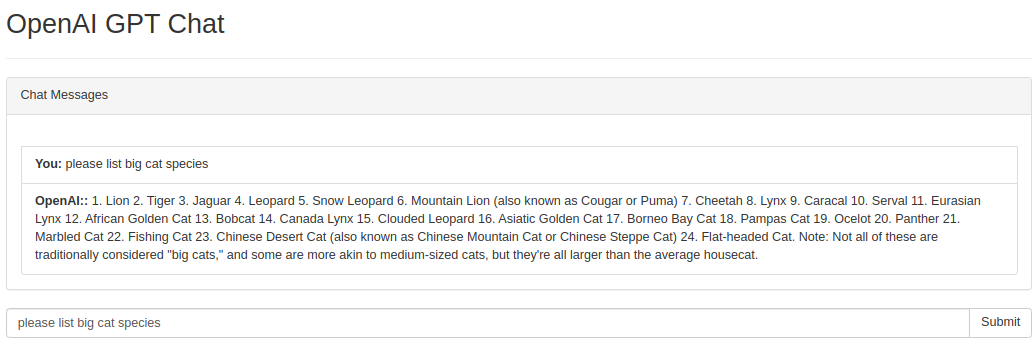 OpenAI GPT Chat
Chat Messages
You: please list big cat species
OpenAI:: 1. Lion 2. Tiger 3. Jaguar 4. Leopard 5. Snow Leopard 6. Mountain Lion (also known as Cougar or Puma) 7. Cheetah 8. Lynx 9. Caracal 10. Serval 11. Eurasian
Lynx 12. African Golden Cat 13. Bobcat 14. Canada Lynx 15. Clouded Leopard 16. Asiatic Golden Cat 17. Borneo Bay Cat 18. Pampas Cat 19. Ocelot 20. Panther 21.
Marbled Cat 22. Fishing Cat 23. Chinese Desert Cat (also known as Chinese Mountain Cat or Chinese Steppe Cat) 24. Flat-headed Cat. Note: Not all of these are
traditionally considered "big cats," and some are more akin to medium-sized cats, but they're all larger than the average housecat.
please list big cat species
Submit